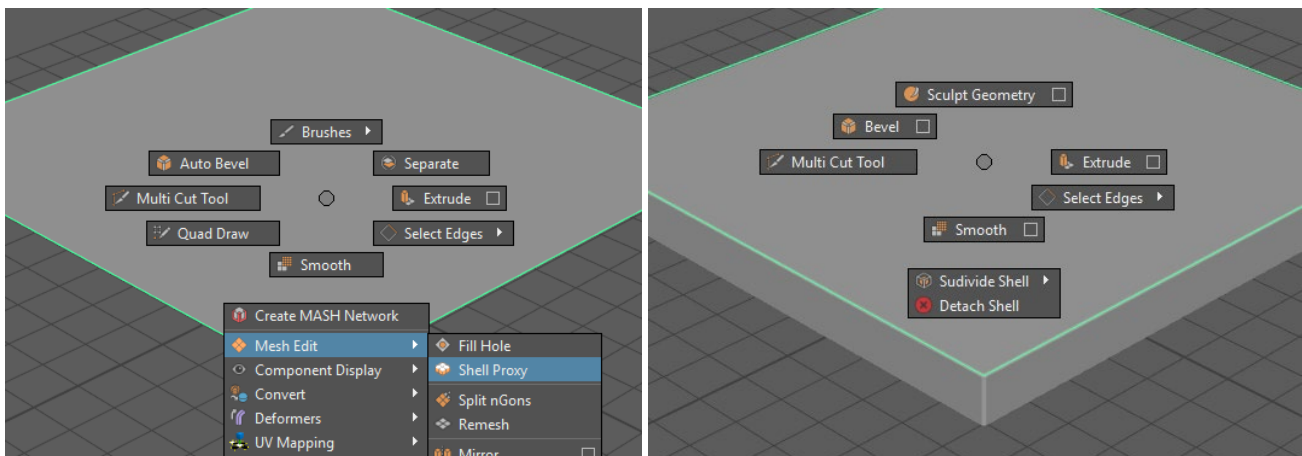 Brushes
Auto Bevel
Separate
Multi Cut Tool
Extrude
Quad Draw
Select Edges
Smooth
Create MASH Network
Mesh Edit
Component Display
Convert
Deformers
UV Mapping
Fill Hole
Shell Proxy
Split nGons
Remesh
Mirror
Sculpt Geometry
Bevel
Multi Cut Tool
Extrude
Select Edges
Smooth
Sudivide Shell
Detach Shell